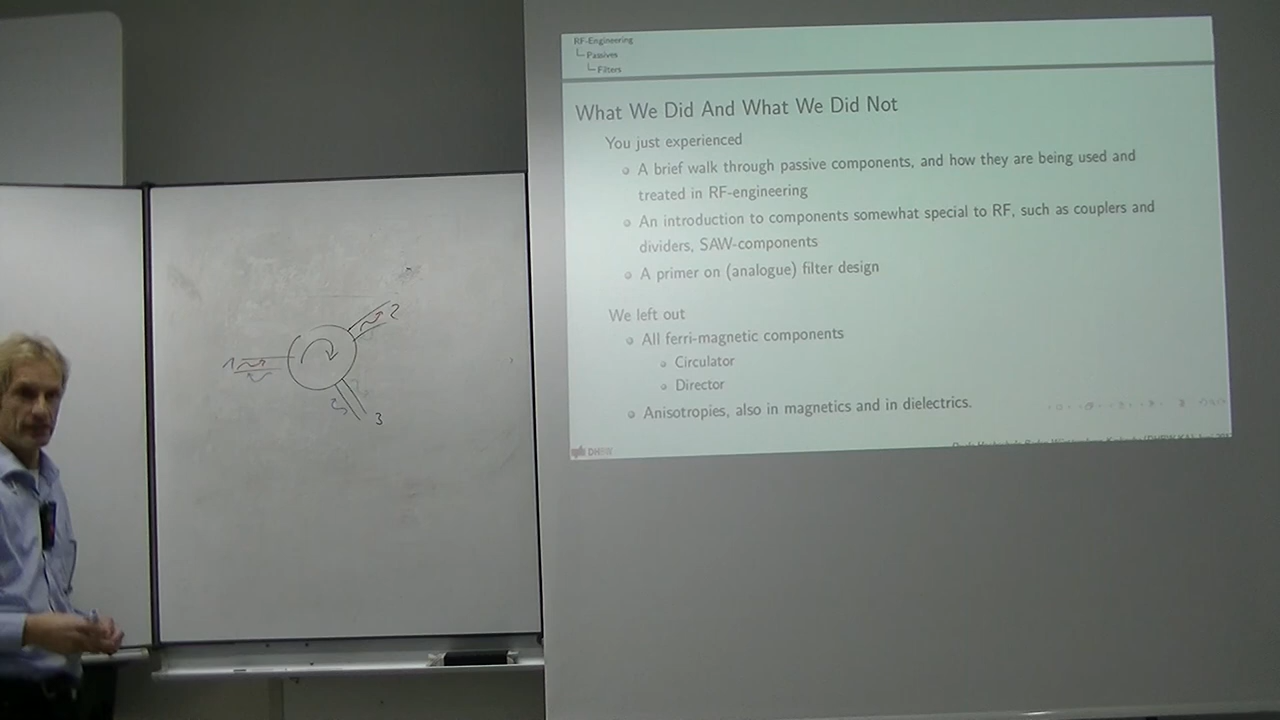 RF-Engineering
Passives
Filters
What We Did And What We Did Not
You just experienced
A brief walk through passive components, and how they are being used and
treated in RF-engineering
An introduction to components somewhat special to RF, such as couplers and
dividers, SAW-components
A primer on (analogue) filter design
We left out
All ferri-magnetic components
Circulator
Director
Anisotropies, also in magnetics and in dielectrics.
DHBW
1
2
3